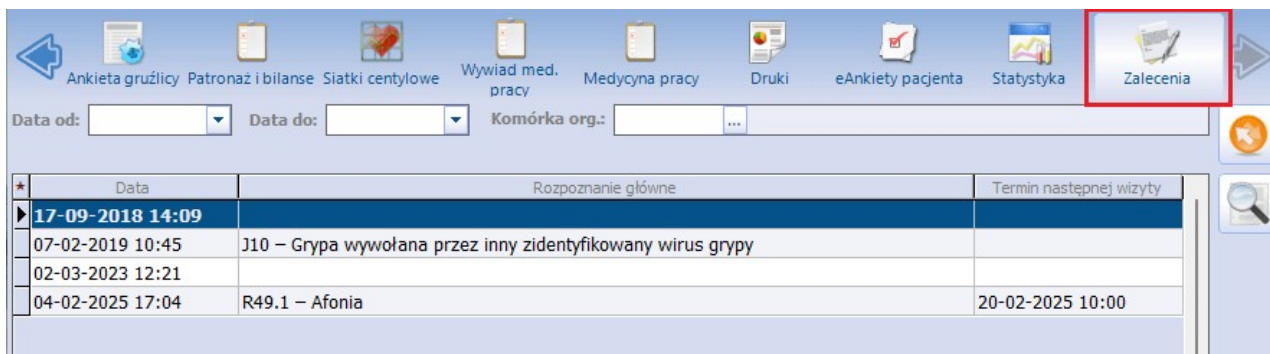 Ankieta gruźlicy Patronaż i bilanse Siatki centylowe Wywiad med. pracy Medycyna pracy Druki eAnkiety pacjenta Statystyka Zalecenia
Data od: Data do: Komórka org.: ...
Data Rozpoznanie główne Termin następnej wizyty
17-09-2018 14:09
07-02-2019 10:45 J10 – Grypa wywołana przez inny zidentyfikowany wirus grypy
02-03-2023 12:21
04-02-2025 17:04 R49.1 – Afonia 20-02-2025 10:00